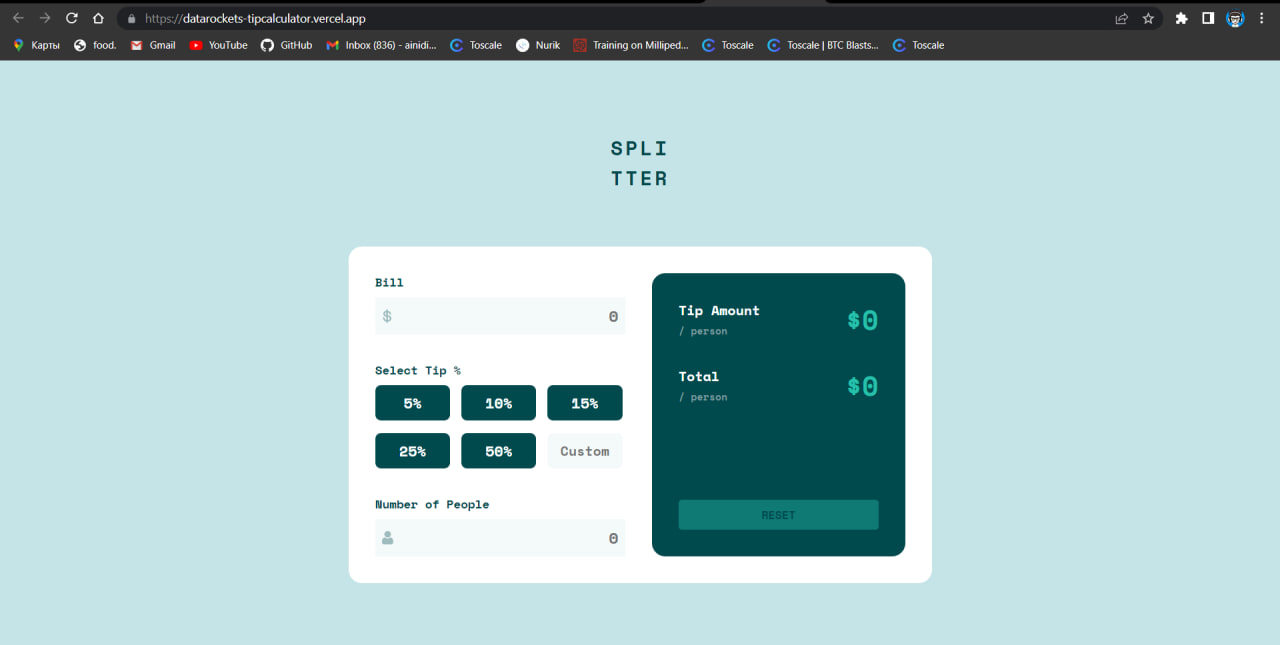 https://datarockets-tipcalculator.vercel.app
Карты food. Gmail YouTube GitHub Inbox (836) - ainidi... Toscale Nurik Training on Milliped... Toscale Toscale | BTC Blasts... Toscale
SPLI
TTER
Bill
$ 0
Select Tip %
5% 10% 15%
25% 50% Custom
Number of People
0
Tip Amount
/ person
$0
Total
/ person
$0
RESET